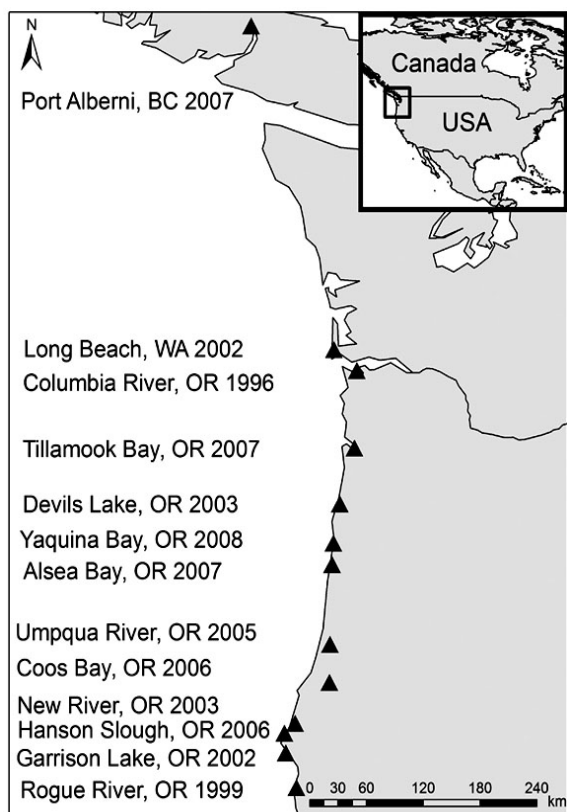 N
Canada
USA
Port Alberni, BC 2007
Long Beach, WA 2002
Columbia River, OR 1996
Tillamook Bay, OR 2007
Devils Lake, OR 2003
Yaquina Bay, OR 2008
Alsea Bay, OR 2007
Umpqua River, OR 2005
Coos Bay, OR 2006
New River, OR 2003
Hanson Slough, OR 2006
Garrison Lake, OR 2002
Rogue River, OR 1999
0 30 60 120 180 240
km